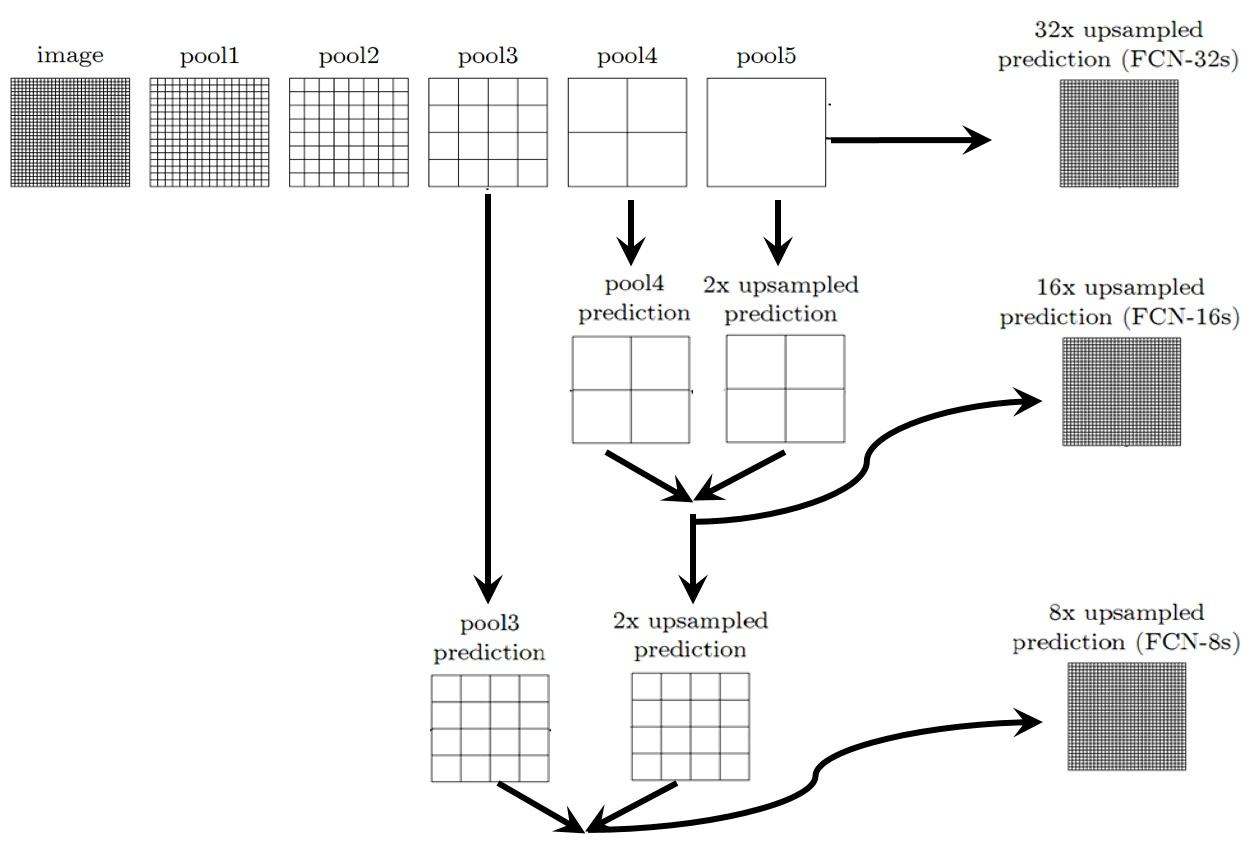 image
pool1
pool2
pool3
pool4
pool5
32x upsampled
prediction (FCN-32s)
pool4
prediction
2x upsampled
prediction
16x upsampled
prediction (FCN-16s)
pool3
prediction
2x upsampled
prediction
8x upsampled
prediction (FCN-8s)